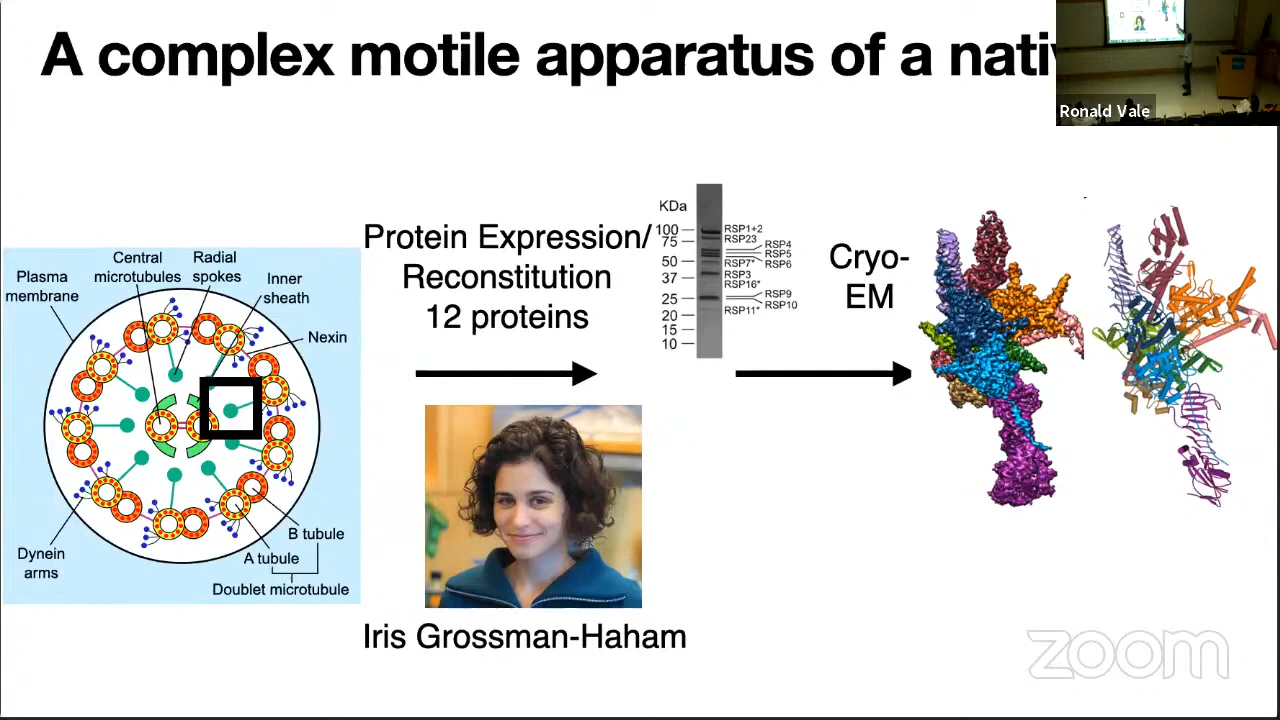 A complex motile apparatus of a nativ
Ronald Vale
Plasma
membrane
Central
microtubules
Radial
spokes
Inner
sheath
Nexin
Dynein
arms
A tubule
B tubule
Doublet microtubule
Protein Expression/
Reconstitution
12 proteins
Iris Grossman-Haham
KDa
100
75
50
37
25
20
15
10
RSP1+2
RSP23
RSP4
RSP5
RSP6
RSP7*
RSP3
RSP16*
RSP9
RSP10
RSP11*
Cryo-
EM
zoom